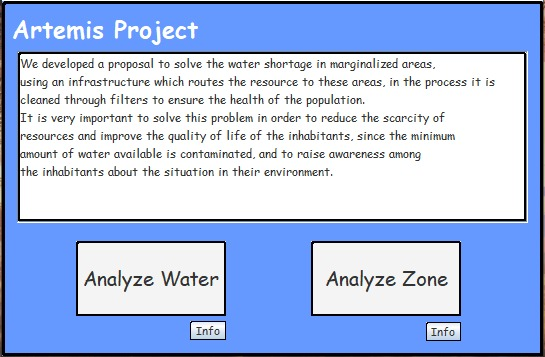 Artemis Project
We developed a proposal to solve the water shortage in marginalized areas,
using an infrastructure which routes the resource to these areas, in the process it is
cleaned through filters to ensure the health of the population.
It is very important to solve this problem in order to reduce the scarcity of
resources and improve the quality of life of the inhabitants, since the minimum
amount of water available is contaminated, and to raise awareness among
the inhabitants about the situation in their environment.
Analyze Water
Analyze Zone
Info
Info